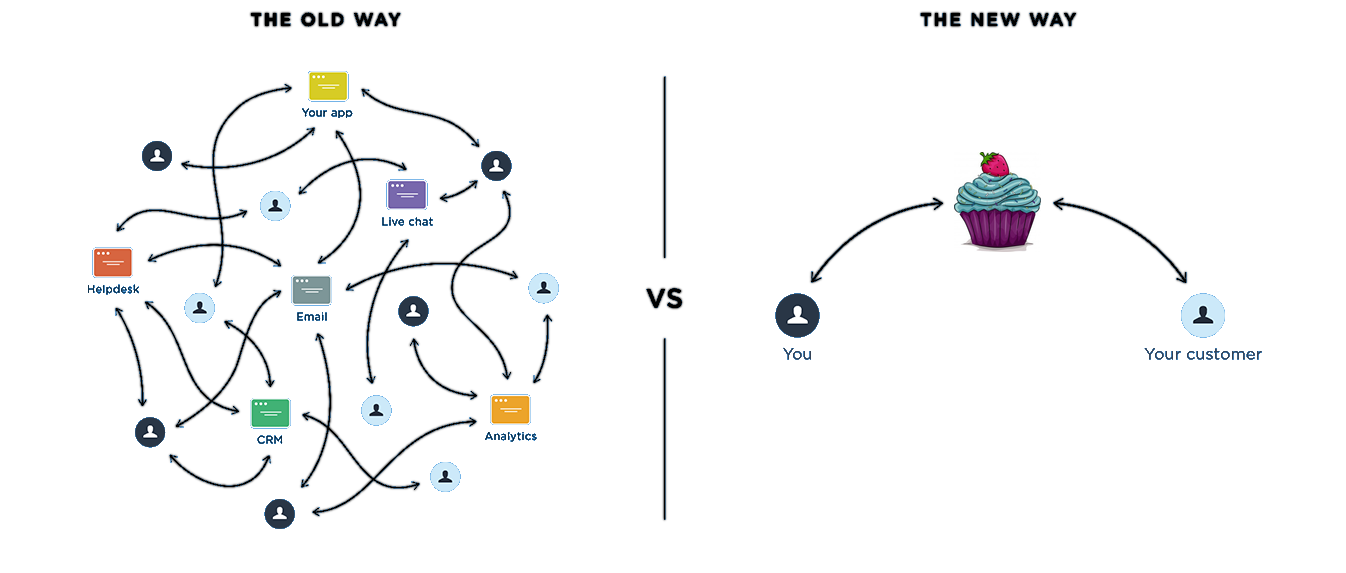 THE OLD WAY
THE NEW WAY
Your app
Live chat
Helpdesk
Email
VS
You
Your customer
CRM
Analytics